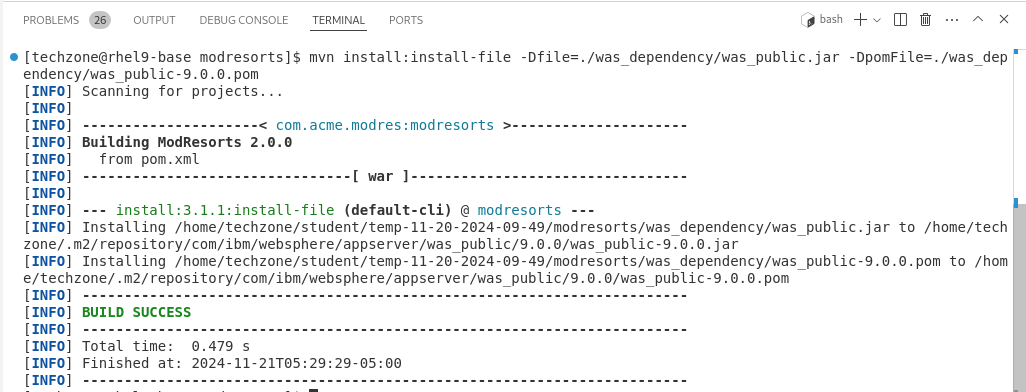 PROBLEMS 26 OUTPUT DEBUG CONSOLE TERMINAL PORTS bash
[techzone@rhel9-base modresorts]$ mvn install:install-file -Dfile=./was_dependency/was_public.jar -DpomFile=./was_dep
endency/was_public-9.0.0.pom
[INFO] Scanning for projects...
[INFO]
[INFO] ---------------------< com.acme.modres:modresorts >---------------------
[INFO] Building ModResorts 2.0.0
[INFO]   from pom.xml
[INFO] --------------------------------[ war ]---------------------------------
[INFO]
[INFO] --- install:3.1.1:install-file (default-cli) @ modresorts ---
[INFO] Installing /home/techzone/student/temp-11-20-2024-09-49/modresorts/was_dependency/was_public.jar to /home/tech
zone/.m2/repository/com/ibm/websphere/appserver/was_public/9.0.0/was_public-9.0.0.jar
[INFO] Installing /home/techzone/student/temp-11-20-2024-09-49/modresorts/was_dependency/was_public-9.0.0.pom to /hom
e/techzone/.m2/repository/com/ibm/websphere/appserver/was_public/9.0.0/was_public-9.0.0.pom
[INFO] ------------------------------------------------------------------------
[INFO] BUILD SUCCESS
[INFO] ------------------------------------------------------------------------
[INFO] Total time:  0.479 s
[INFO] Finished at: 2024-11-21T05:29:29-05:00
[INFO] ------------------------------------------------------------------------